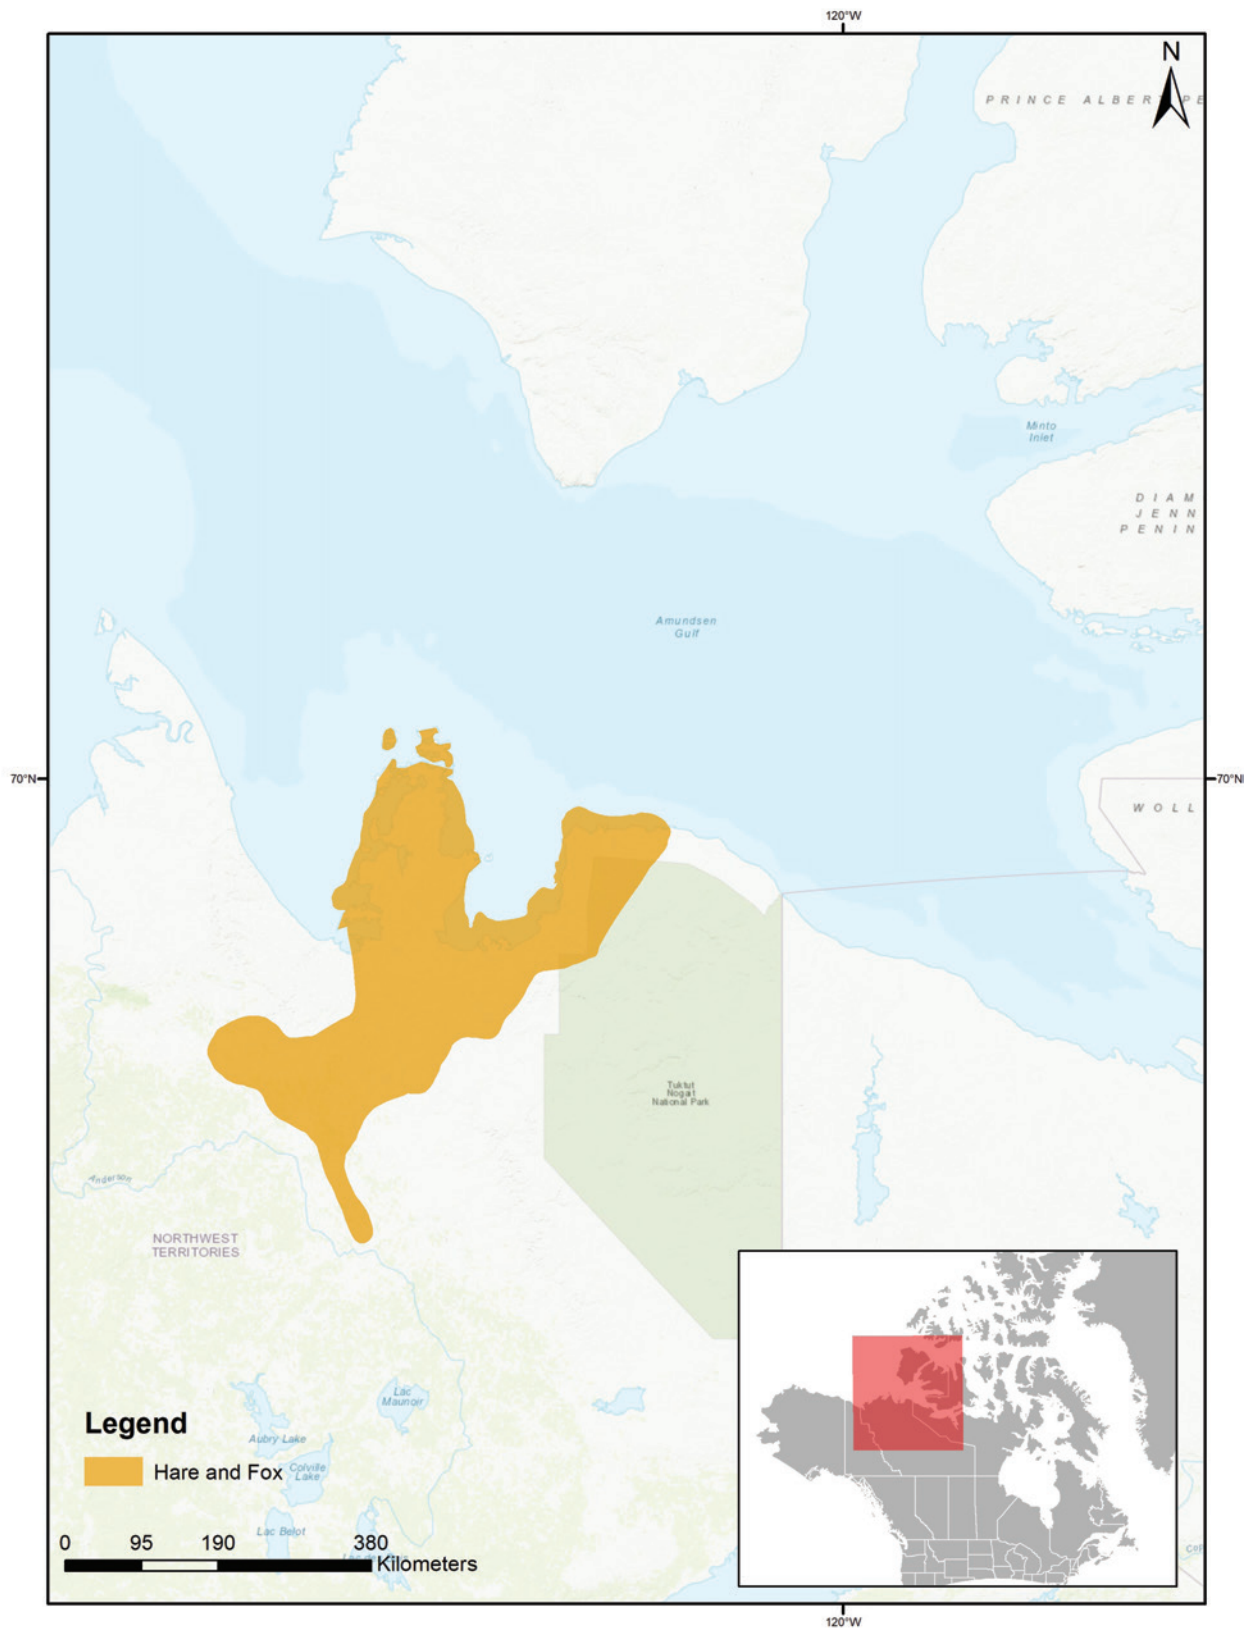 120°W
N
PRINCE ALBERT PE
Minto
Inlet
DIAM
JENN
PENIN
Amundsen
Gulf
70°N
70°N
WOLL
Tuktut
Nogait
National Park
Anderson
NORTHWEST
TERRITORIES
Lac
Maunoir
Legend
Aubry Lake
Hare and Fox
Colville
Lake
Lac Belot
0 95 190 380
Kilometers
120°W